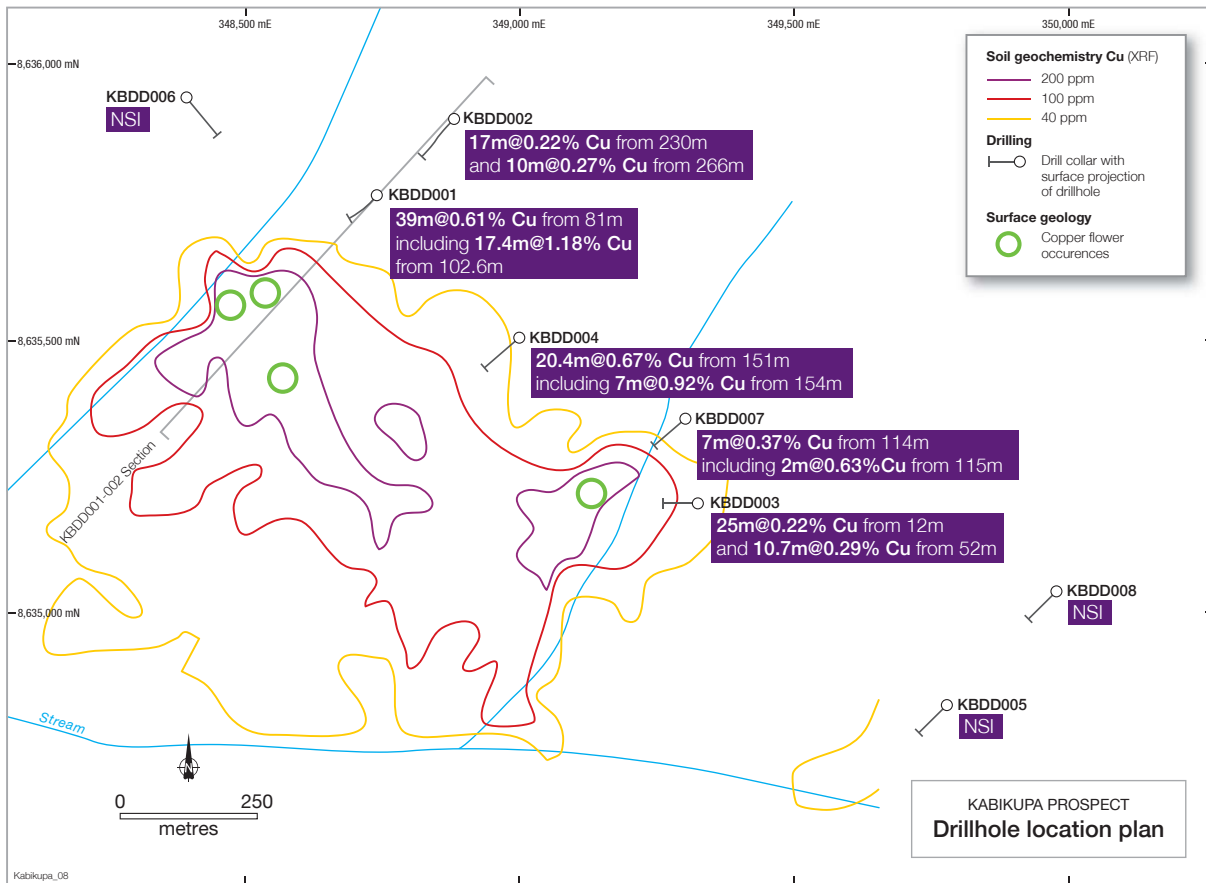 348,500 mE
349,000 mE
349,500 mE
350,000 mE
8,636,000 mN
8,635,500 mN
8,635,000 mN
Soil geochemistry Cu (XRF)
200 ppm
100 ppm
40 ppm
Drilling
Drill collar with
surface projection
of drillhole
Surface geology
Copper flower
occurences
KBDD006
NSI
KBDD002
17m@0.22% Cu from 230m
and 10m@0.27% Cu from 266m
KBDD001
39m@0.61% Cu from 81m
including 17.4m@1.18% Cu
from 102.6m
KBDD004
20.4m@0.67% Cu from 151m
including 7m@0.92% Cu from 154m
KBDD007
7m@0.37% Cu from 114m
including 2m@0.63%Cu from 115m
KBDD003
25m@0.22% Cu from 12m
and 10.7m@0.29% Cu from 52m
KBDD001-002 Section
KBDD008
NSI
KBDD005
NSI
Stream
0 250
metres
KABIKUPA PROSPECT
Drillhole location plan
Kabikupa_08